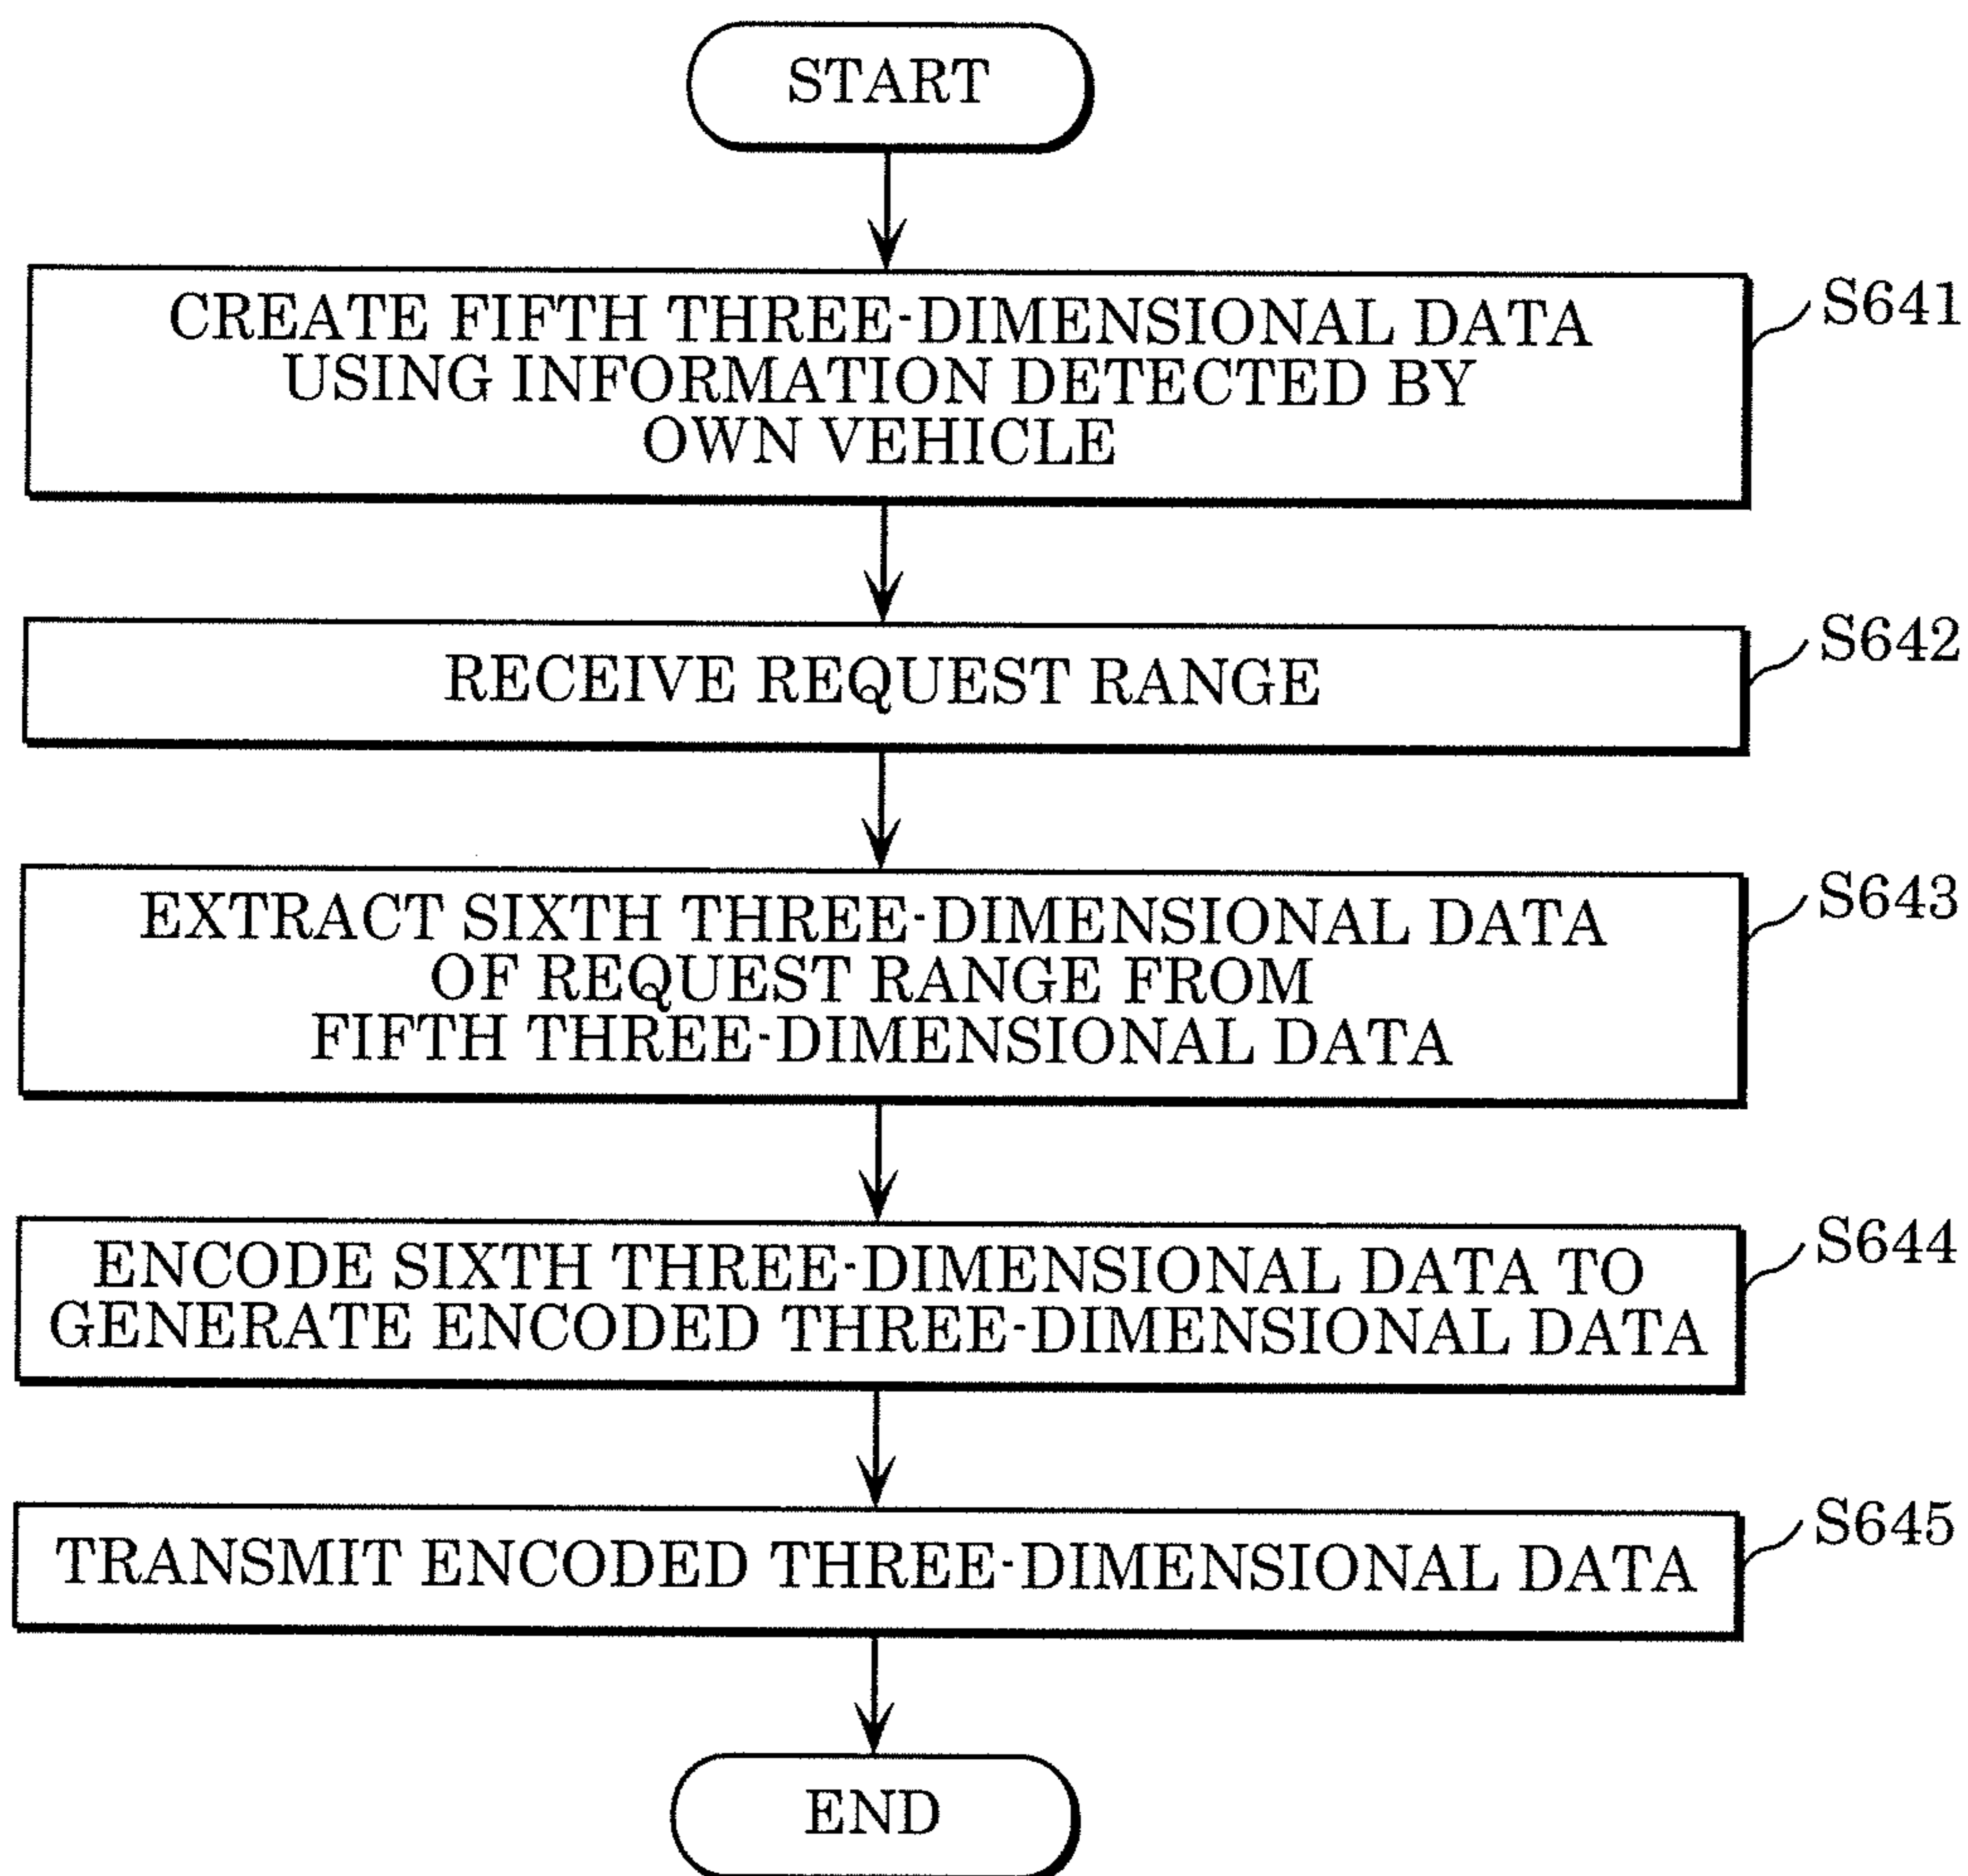 START
CREATE FIFTH THREE-DIMENSIONAL DATA
USING INFORMATION DETECTED BY
OWN VEHICLE
S641
RECEIVE REQUEST RANGE
S642
EXTRACT SIXTH THREE-DIMENSIONAL DATA
OF REQUEST RANGE FROM
FIFTH THREE-DIMENSIONAL DATA
S643
ENCODE SIXTH THREE-DIMENSIONAL DATA TO
GENERATE ENCODED THREE-DIMENSIONAL DATA
S644
TRANSMIT ENCODED THREE-DIMENSIONAL DATA
S645
END